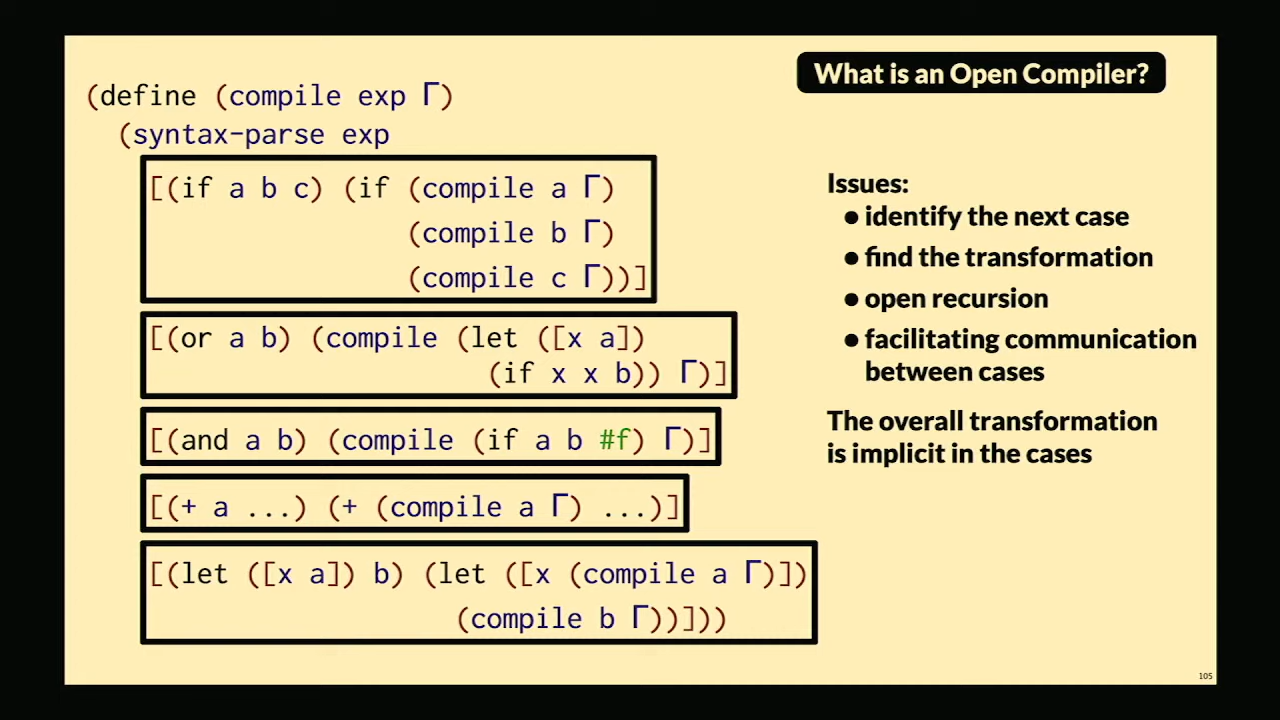 What is an Open Compiler?
(define (compile exp Γ)
(syntax-parse exp
[(if a b c) (if (compile a Γ)
(compile b Γ)
(compile c Γ))]
[(or a b) (compile (let ([x a])
(if x x b)) Γ)]
[(and a b) (compile (if a b #f) Γ)]
[(+ a ...) (+ (compile a Γ) ...)]
[(let ([x a]) b) (let ([x (compile a Γ)])
(compile b Γ))]))
Issues:
● identify the next case
● find the transformation
● open recursion
● facilitating communication
between cases
The overall transformation
is implicit in the cases
105